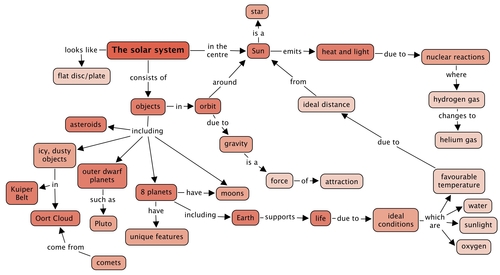 star
is a
looks like
The solar system
in the
centre
Sun
emits
heat and light
due to
nuclear reactions
flat disc/plate
consists of
around
where
from
hydrogen gas
objects
in
orbit
ideal distance
changes to
due to
asteroids
including
helium gas
gravity
due to
icy, dusty
objects
is a
outer dwarf
planets
force
of
attraction
favourable
temperature
in
Kuiper
Belt
8 planets
have
moons
such as
have
Oort Cloud
Pluto
including
Earth
supports
life
due to
ideal
conditions
which
are
water
sunlight
oxygen
unique features
come from
comets